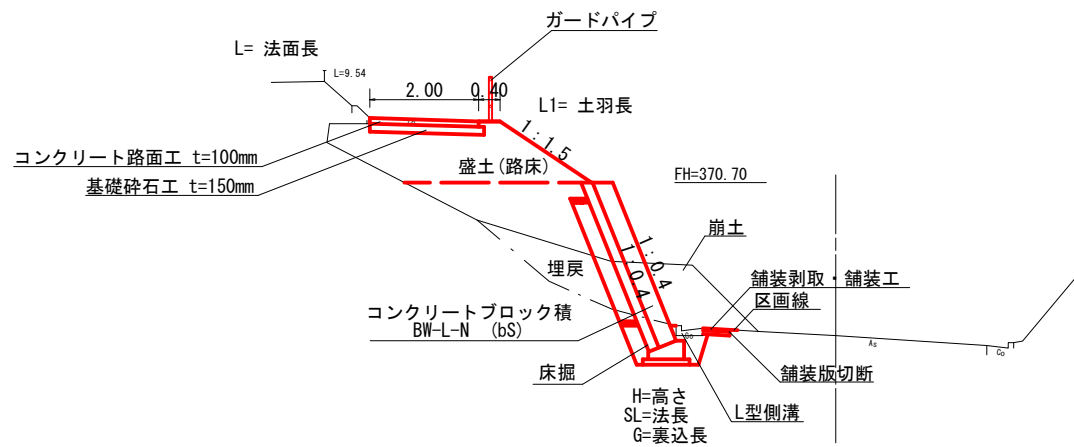 ガードパイプ
L= 法面長
L=9.54
2.00
0.40
L1= 土羽長
1:1.5
コンクリート路面工 t=100mm
盛土(路床)
基礎砕石工 t=150mm
FH=370.70
崩土
1:0.4
1:0.4
埋戻
舗装剥取・舗装工
区画線
コンクリートブロック積
BW-L-N (bS)
Co
As
Co
床掘
舗装版切断
H=高さ
L型側溝
SL=法長
G=裏込長